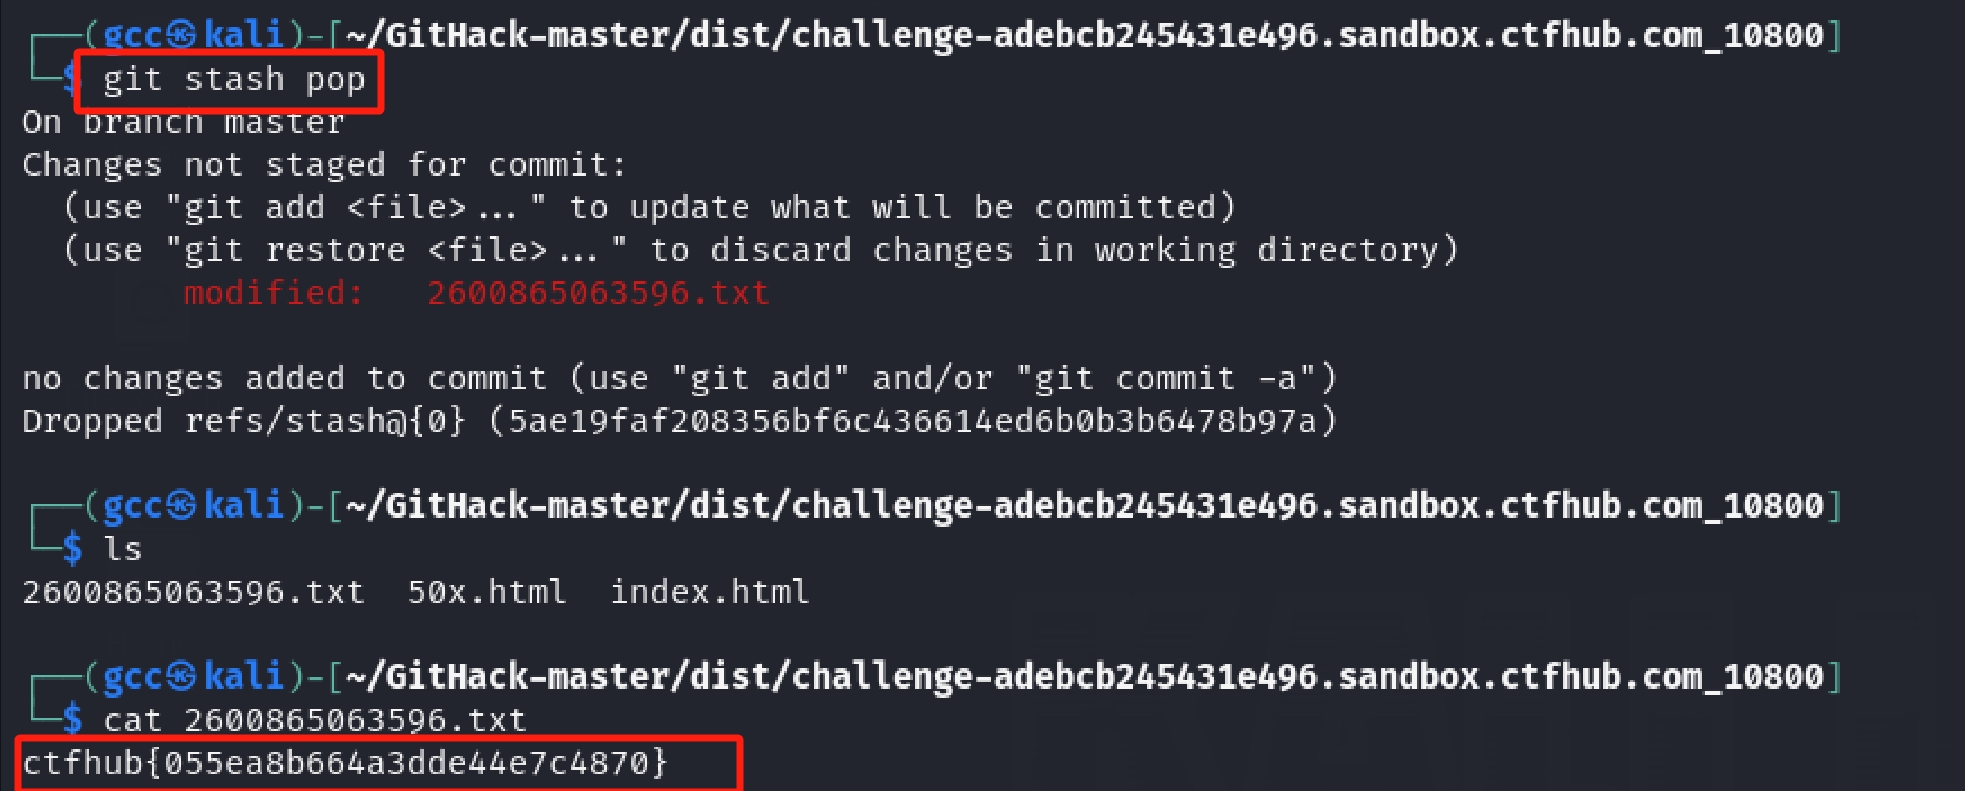 ┌──(gcc㉿kali)-[~/GitHack-master/dist/challenge-adebcb245431e496.sandbox.ctfhub.com_10800]
└─$ git stash pop
On branch master
Changes not staged for commit:
  (use "git add <file>..." to update what will be committed)
  (use "git restore <file>..." to discard changes in working directory)
        modified:   2600865063596.txt

no changes added to commit (use "git add" and/or "git commit -a")
Dropped refs/stash@{0} (5ae19faf208356bf6c436614ed6b0b3b6478b97a)

┌──(gcc㉿kali)-[~/GitHack-master/dist/challenge-adebcb245431e496.sandbox.ctfhub.com_10800]
└─$ ls
2600865063596.txt  50x.html  index.html

┌──(gcc㉿kali)-[~/GitHack-master/dist/challenge-adebcb245431e496.sandbox.ctfhub.com_10800]
└─$ cat 2600865063596.txt
ctfhub{055ea8b664a3dde44e7c4870}